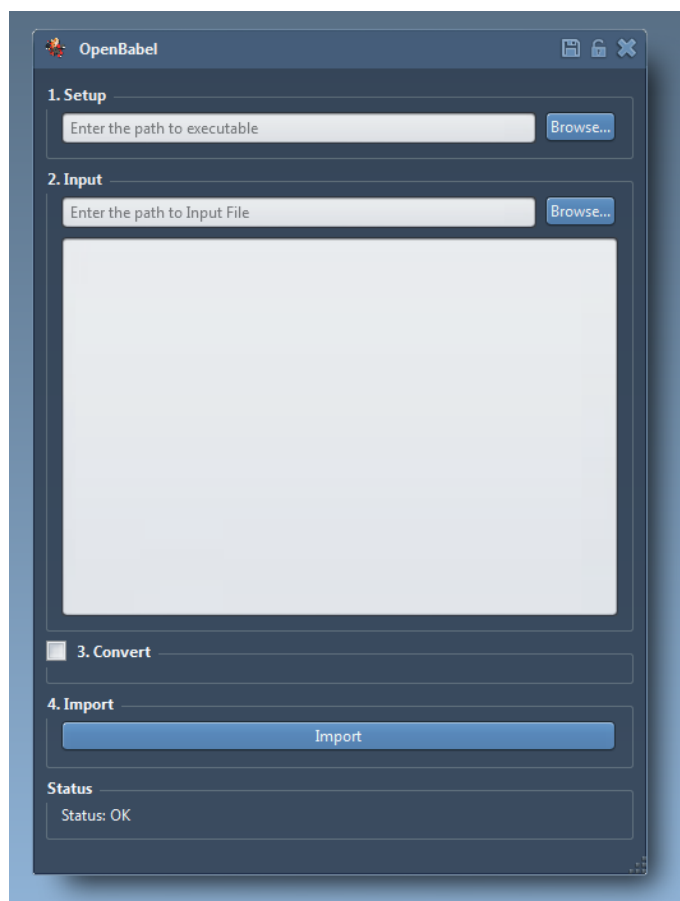 OpenBabel
1. Setup
Enter the path to executable
Browse...
2. Input
Enter the path to Input File
Browse...
3. Convert
4. Import
Import
Status
Status: OK